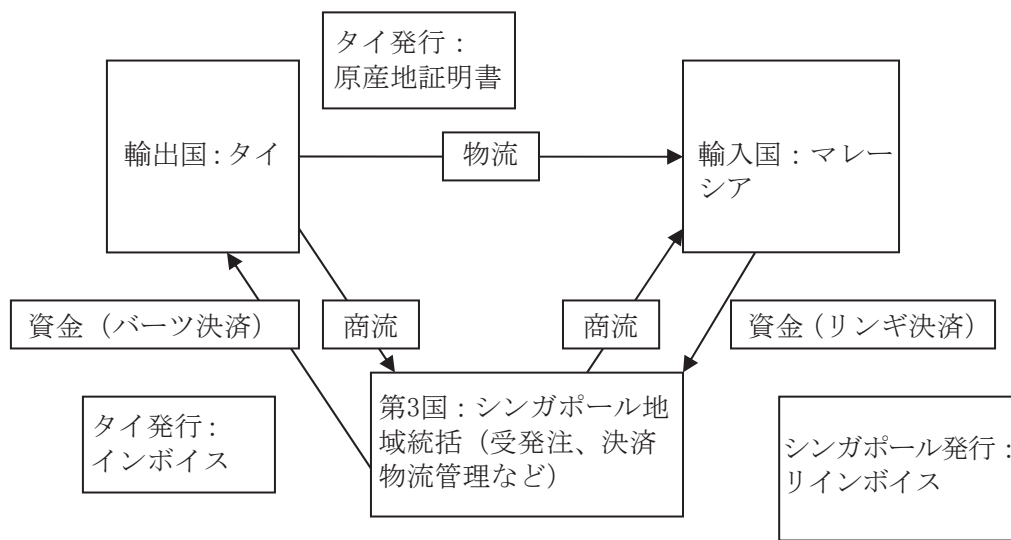 タイ発行：
原産地証明書
輸出国：タイ
物流
輸入国：マレー
シア
資金（バーツ決済）
商流
商流
資金（リンギ決済）
タイ発行：
インボイス
第3国：シンガポール地
域統括（受発注、決済
物流管理など）
シンガポール発行：
リインボイス